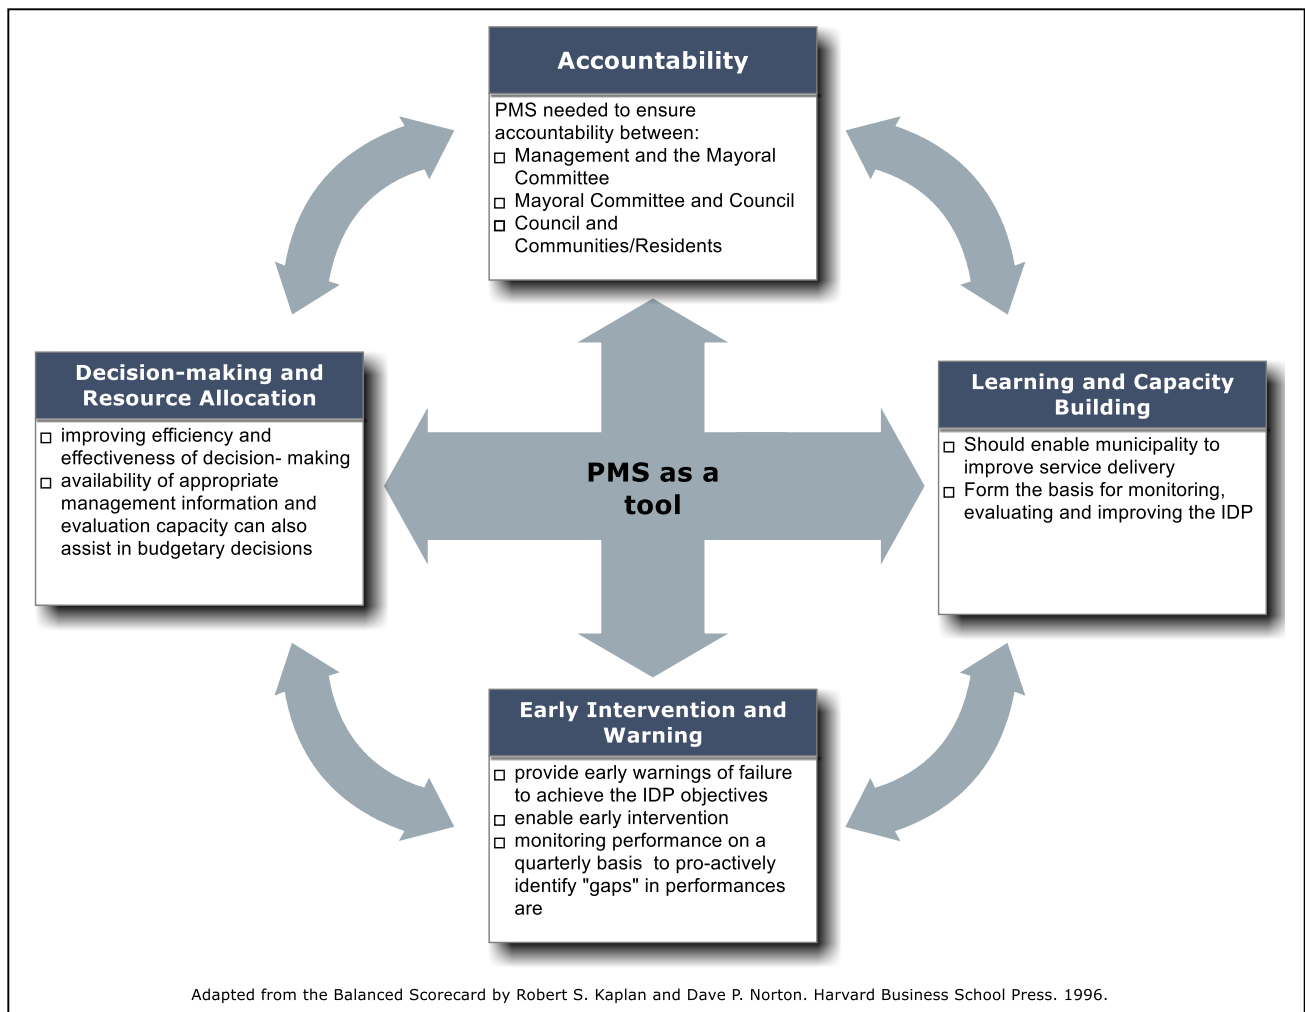 Accountability
PMS needed to ensure
accountability between:
Management and the Mayoral
Committee
Mayoral Committee and Council
Council and
Communities/Residents
Decision-making and
Resource Allocation
improving efficiency and
effectiveness of decision- making
availability of appropriate
management information and
evaluation capacity can also
assist in budgetary decisions
PMS as a
tool
Learning and Capacity
Building
Should enable municipality to
improve service delivery
Form the basis for monitoring,
evaluating and improving the IDP
Early Intervention and
Warning
provide early warnings of failure
to achieve the IDP objectives
enable early intervention
monitoring performance on a
quarterly basis  to pro-actively
identify "gaps" in performances
are
Adapted from the Balanced Scorecard by Robert S. Kaplan and Dave P. Norton. Harvard Business School Press. 1996.